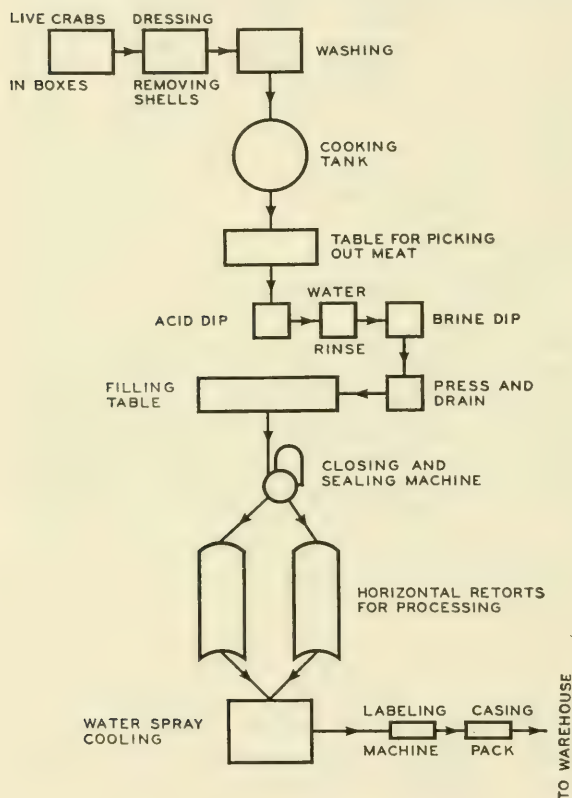 LIVE CRABS
IN BOXES
DRESSING
REMOVING
SHELLS
WASHING
COOKING
TANK
TABLE FOR PICKING
OUT MEAT
ACID DIP
WATER
RINSE
BRINE DIP
PRESS AND
DRAIN
FILLING
TABLE
CLOSING AND
SEALING MACHINE
HORIZONTAL RETORTS
FOR PROCESSING
WATER SPRAY
COOLING
LABELING
MACHINE
CASING
PACK
TO WAREHOUSE